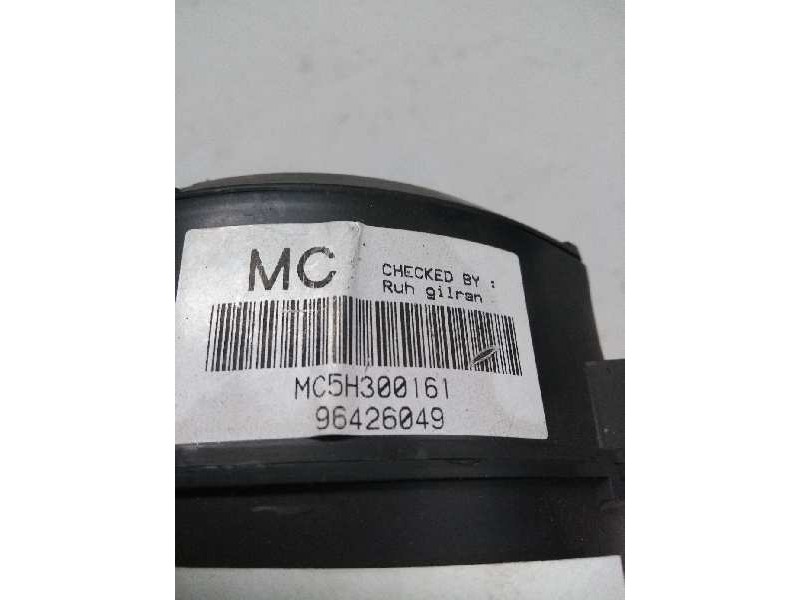 MC
CHECKED BY :
Ruh gilran
MC5H300161
96426049